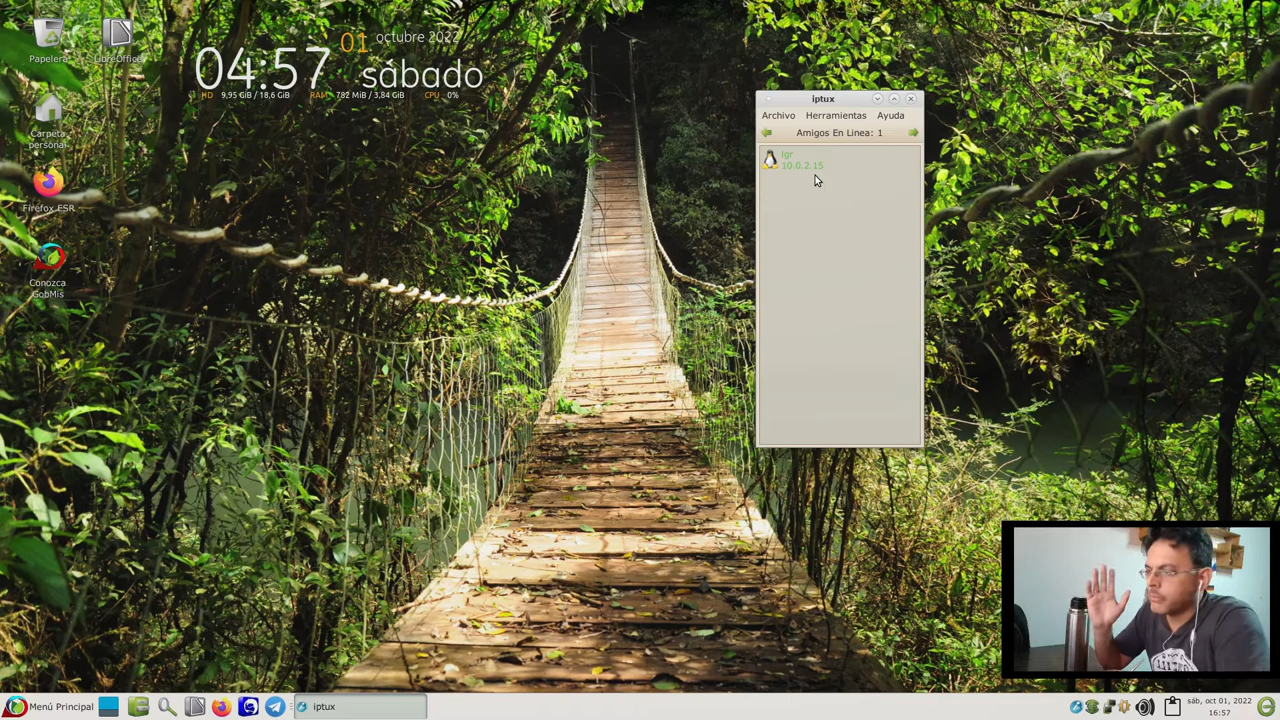 Papelera
LibreOffice
Carpeta
personal
Firefox ESR
Conozca
GobMis
04:57
01
octubre 2022
sábado
HD 9,95 GiB / 18,6 GiB RAM 782 MiB / 3,84 GiB CPU 0%
iptux
Archivo Herramientas Ayuda
Amigos En Linea: 1
lgr
10.0.2.15
Menú Principal
iptux
sáb, oct 01, 2022
16:57